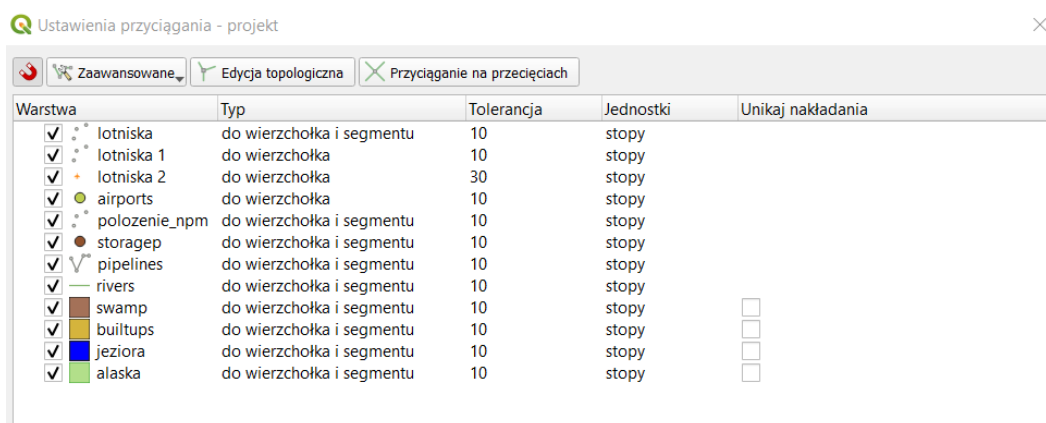 Ustawienia przyciągania - projekt
Zaawansowane Edycja topologiczna Przyciąganie na przecięciach
Warstwa Typ Tolerancja Jednostki Unikaj nakładania
lotniska do wierzchołka i segmentu 10 stopy
lotniska 1 do wierzchołka 10 stopy
lotniska 2 do wierzchołka 30 stopy
airports do wierzchołka 10 stopy
polozenie_npm do wierzchołka i segmentu 10 stopy
storagep do wierzchołka i segmentu 10 stopy
pipelines do wierzchołka i segmentu 10 stopy
rivers do wierzchołka i segmentu 10 stopy
swamp do wierzchołka i segmentu 10 stopy
builtups do wierzchołka i segmentu 10 stopy
jeziora do wierzchołka i segmentu 10 stopy
alaska do wierzchołka i segmentu 10 stopy